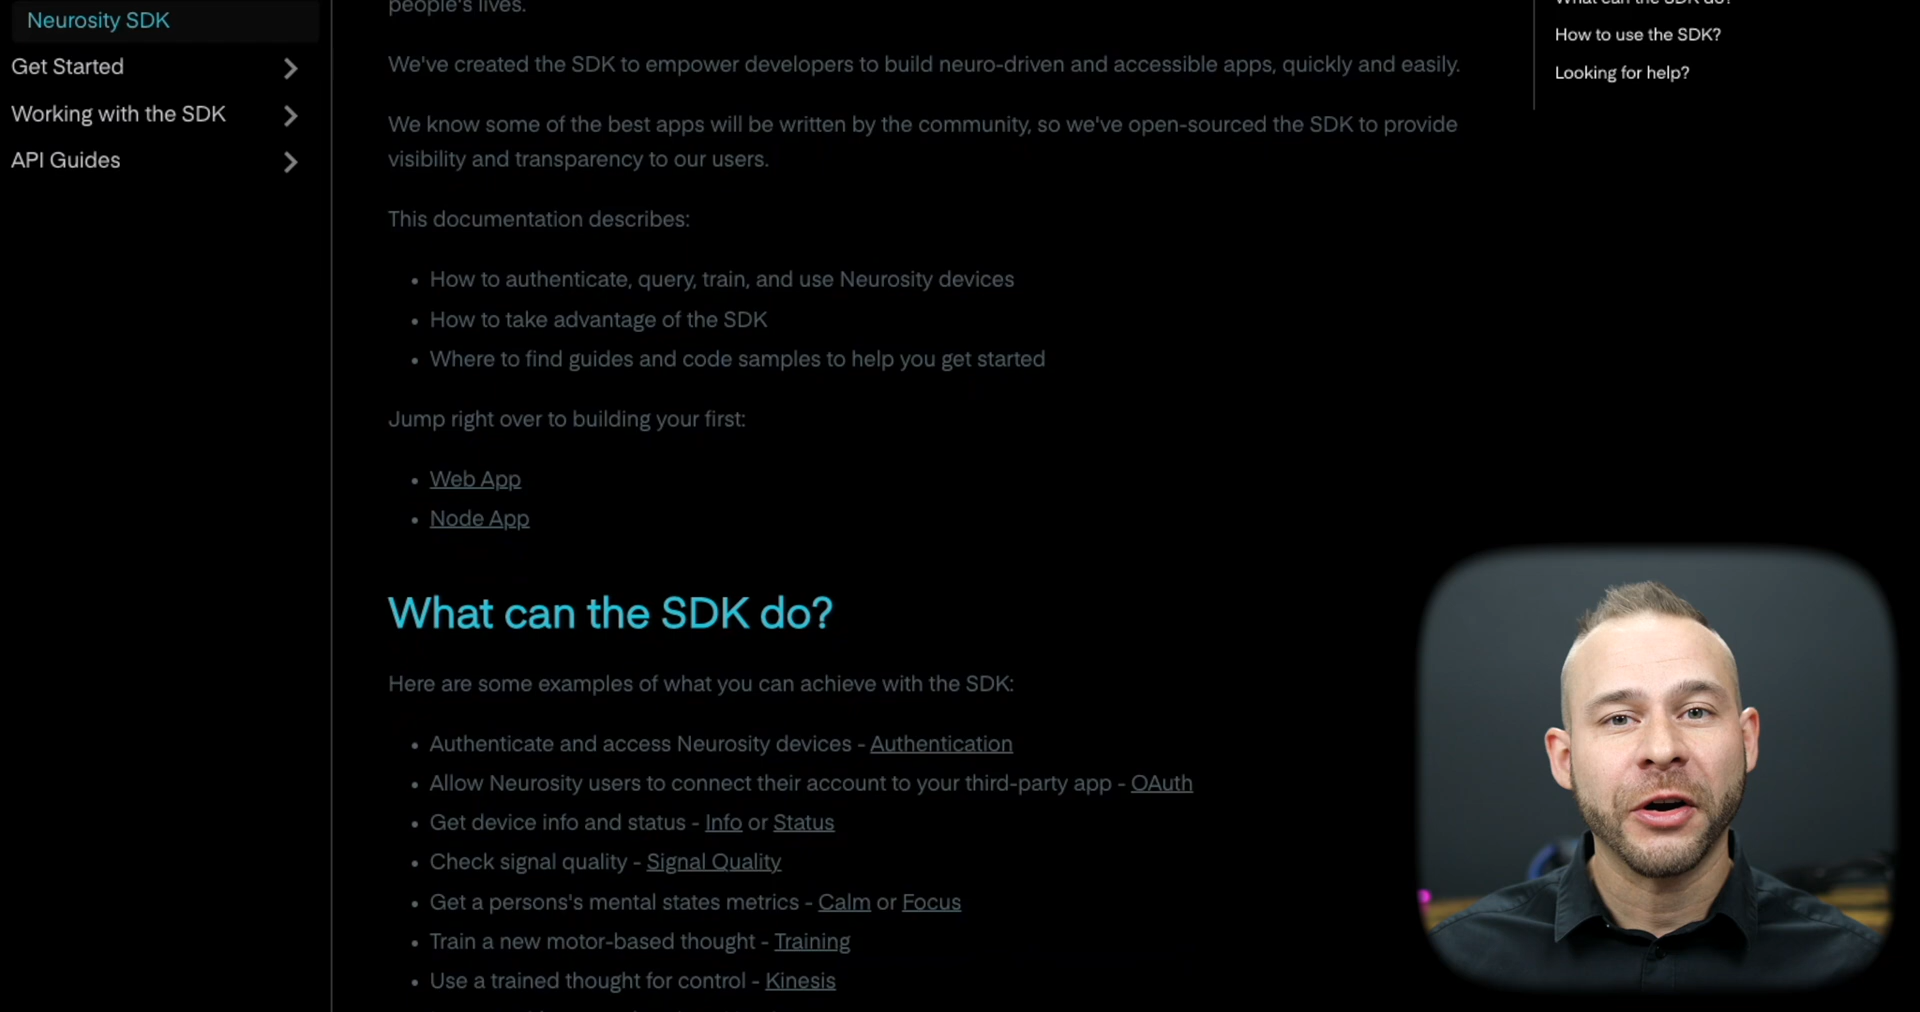 Neurosity SDK
Get Started
Working with the SDK
API Guides
people's lives.
We've created the SDK to empower developers to build neuro-driven and accessible apps, quickly and easily.
We know some of the best apps will be written by the community, so we've open-sourced the SDK to provide
visibility and transparency to our users.
This documentation describes:
• How to authenticate, query, train, and use Neurosity devices
• How to take advantage of the SDK
• Where to find guides and code samples to help you get started
Jump right over to building your first:
• Web App
• Node App
What can the SDK do?
Here are some examples of what you can achieve with the SDK:
• Authenticate and access Neurosity devices - Authentication
• Allow Neurosity users to connect their account to your third-party app - OAuth
• Get device info and status - Info or Status
• Check signal quality - Signal Quality
• Get a persons's mental states metrics - Calm or Focus
• Train a new motor-based thought - Training
• Use a trained thought for control - Kinesis
What can the SDK do?
How to use the SDK?
Looking for help?